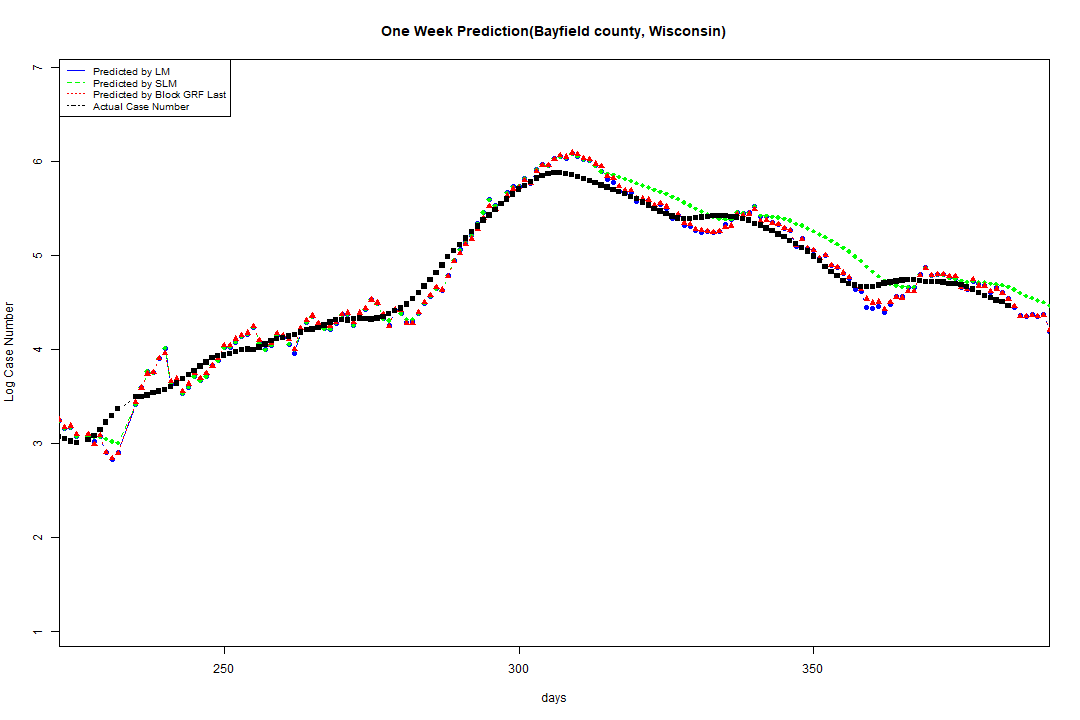 One Week Prediction(Bayfield county, Wisconsin)
Predicted by LM
Predicted by SLM
Predicted by Block GRF Last
Actual Case Number
Log Case Number
7
6
5
4
3
2
1
250 300 350
days